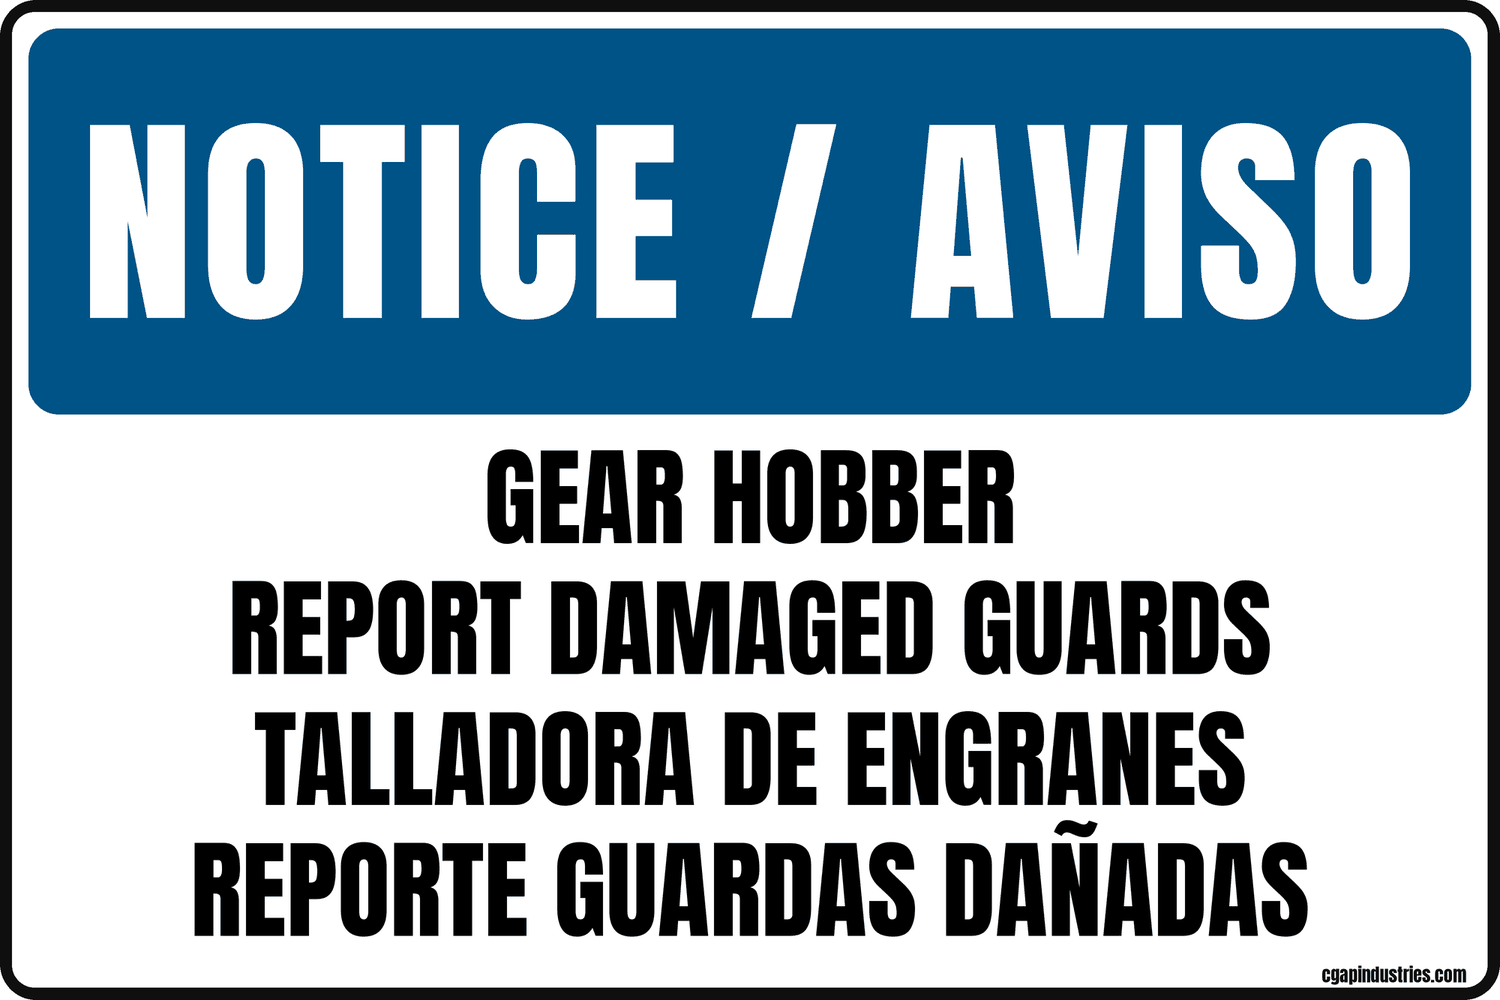 NOTICE / AVISO
GEAR HOBBER
REPORT DAMAGED GUARDS
TALLADORA DE ENGRANES
REPORTE GUARDAS DAÑADAS
cgapindustries.com